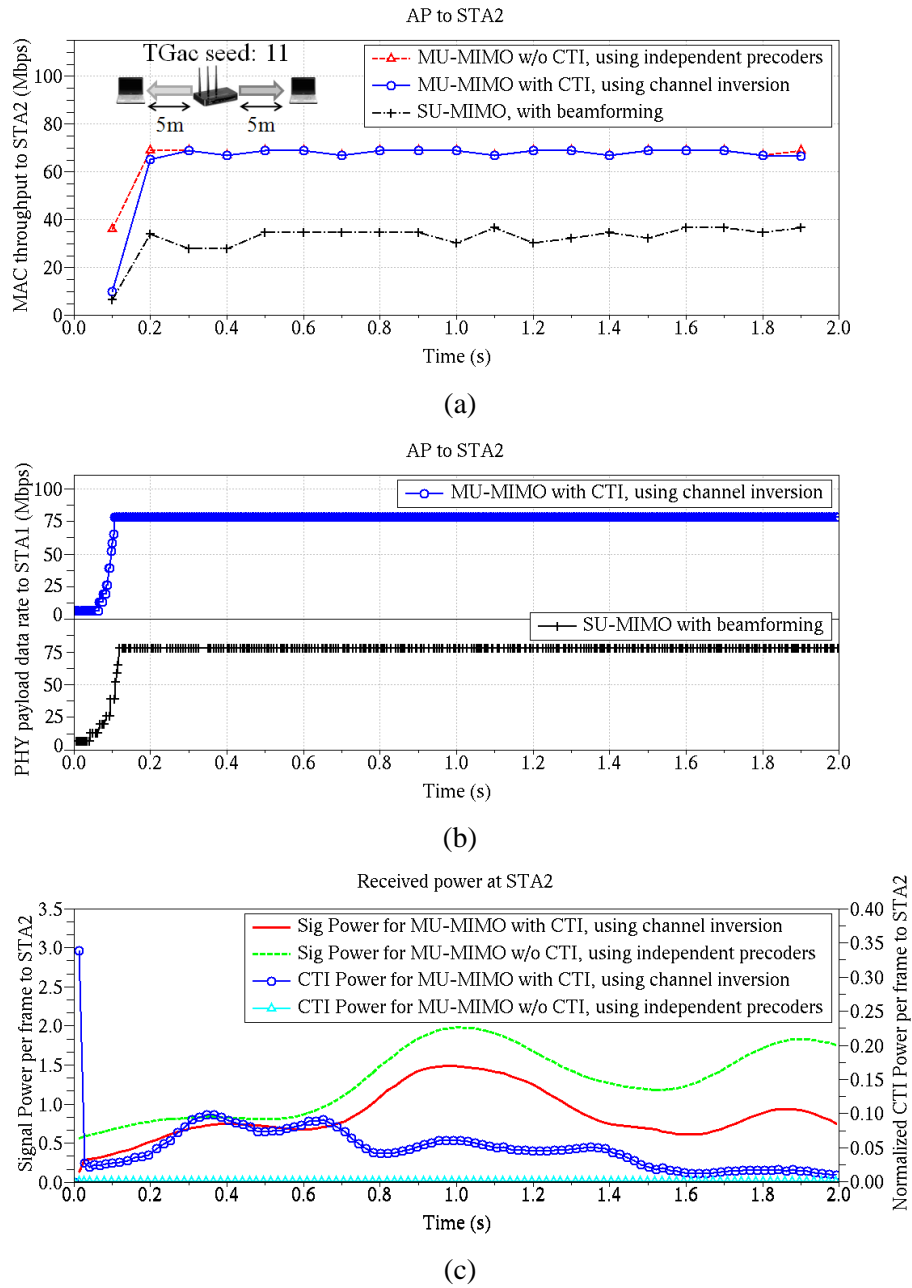 AP to STA2
MAC throughput to STA2 (Mbps)
100
80
60
40
20
0
TGac seed: 11
5m
5m
MU-MIMO w/o CTI, using independent precoders
MU-MIMO with CTI, using channel inversion
SU-MIMO, with beamforming
0.0 0.2 0.4 0.6 0.8 1.0 1.2 1.4 1.6 1.8 2.0
Time (s)
(a)
AP to STA2
PHY payload data rate to STA1 (Mbps)
100
75
50
25
0
MU-MIMO with CTI, using channel inversion
75
50
25
0
SU-MIMO with beamforming
0.0 0.2 0.4 0.6 0.8 1.0 1.2 1.4 1.6 1.8 2.0
Time (s)
(b)
Received power at STA2
Signal Power per frame to STA2
3.5
3.0
2.5
2.0
1.5
1.0
0.5
0.0
Sig Power for MU-MIMO with CTI, using channel inversion
Sig Power for MU-MIMO w/o CTI, using independent precoders
CTI Power for MU-MIMO with CTI, using channel inversion
CTI Power for MU-MIMO w/o CTI, using independent precoders
0.40
0.35
0.30
0.25
0.20
0.15
0.10
0.05
0.00
Normalized CTI Power per frame to STA2
0.0 0.2 0.4 0.6 0.8 1.0 1.2 1.4 1.6 1.8 2.0
Time (s)
(c)